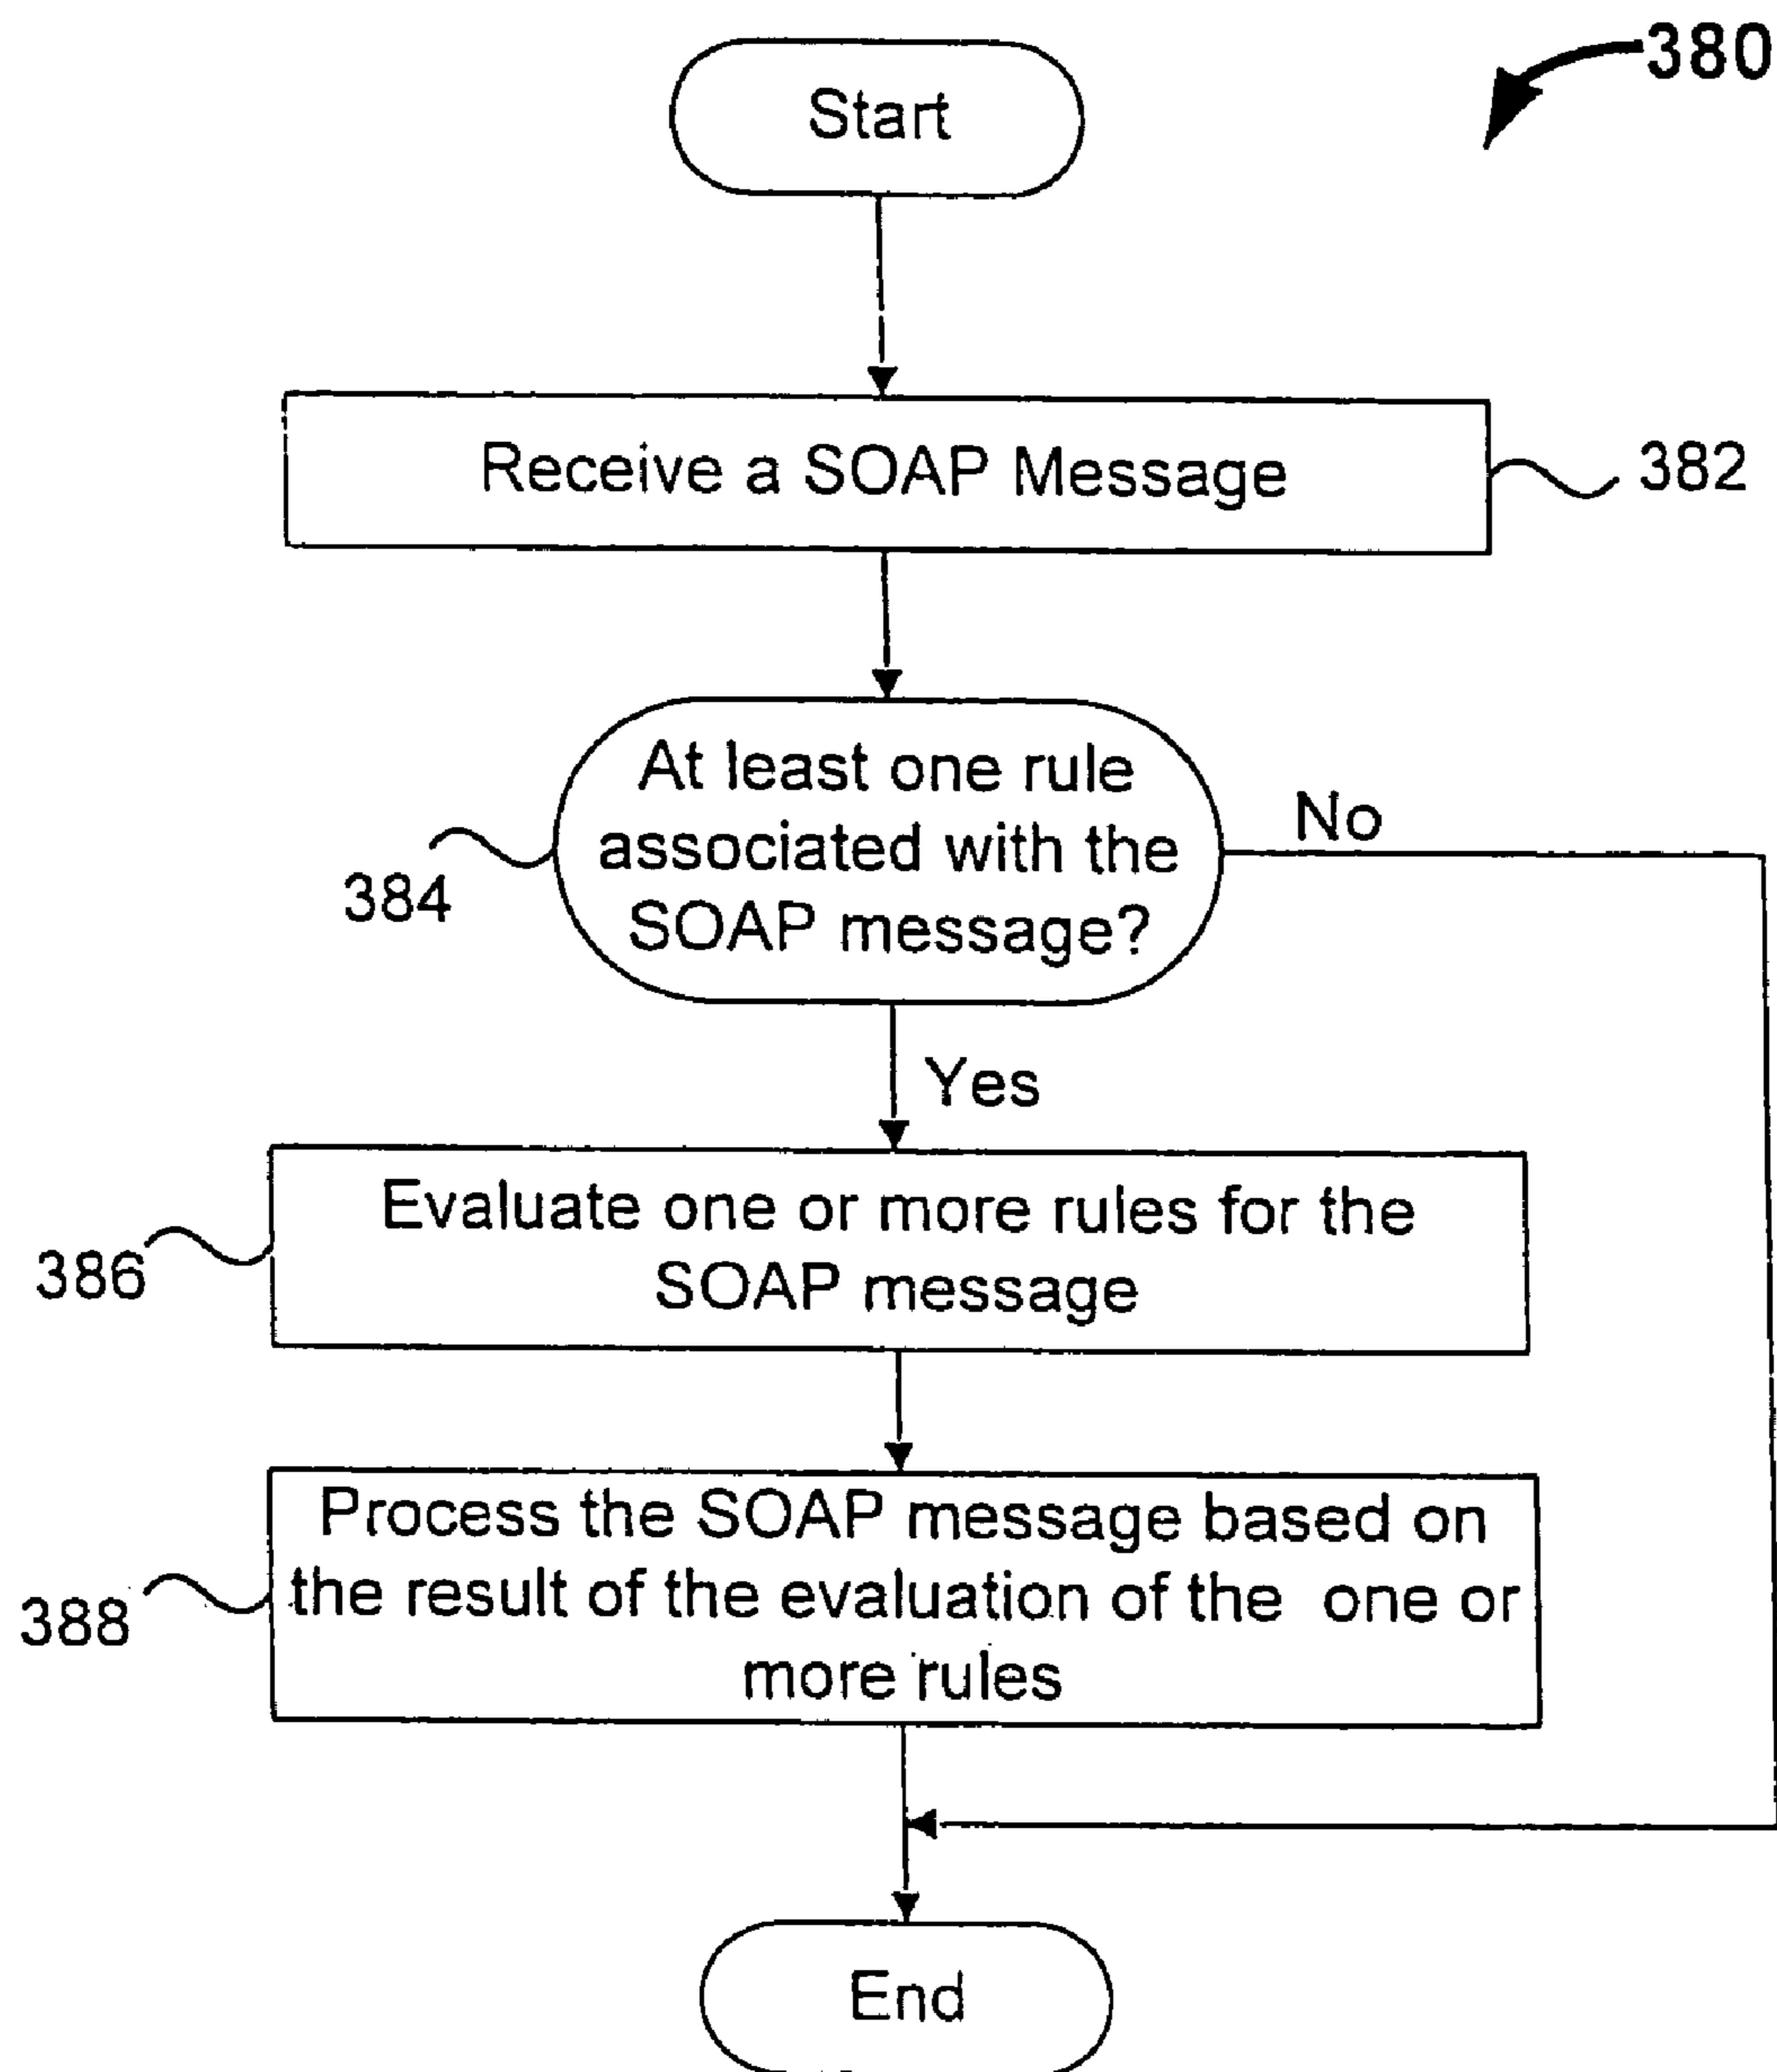 380
Start
Receive a SOAP Message
382
At least one rule
associated with the
SOAP message?
No
384
Yes
Evaluate one or more rules for the
SOAP message
386
Process the SOAP message based on
the result of the evaluation of the one or
more rules
388
End